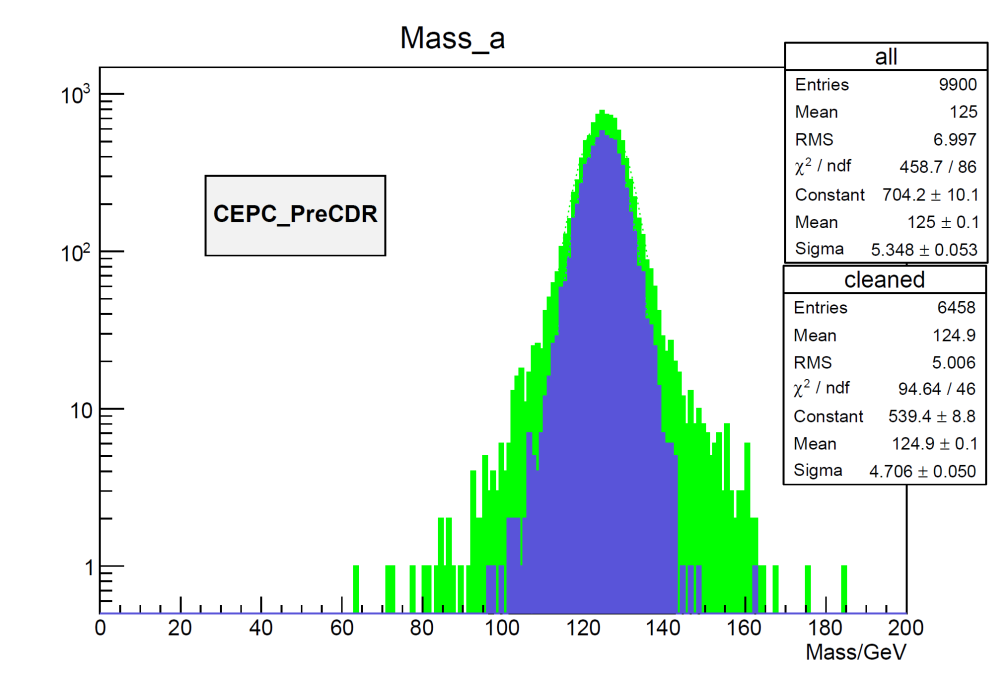 Mass_a
all
Entries 9900
Mean 125
RMS 6.997
χ² / ndf 458.7 / 86
Constant 704.2 ± 10.1
Mean 125 ± 0.1
Sigma 5.348 ± 0.053
cleaned
Entries 6458
Mean 124.9
RMS 5.006
χ² / ndf 94.64 / 46
Constant 539.4 ± 8.8
Mean 124.9 ± 0.1
Sigma 4.706 ± 0.050
CEPC_PreCDR
10³
10²
10
1
0 20 40 60 80 100 120 140 160 180 200
Mass/GeV